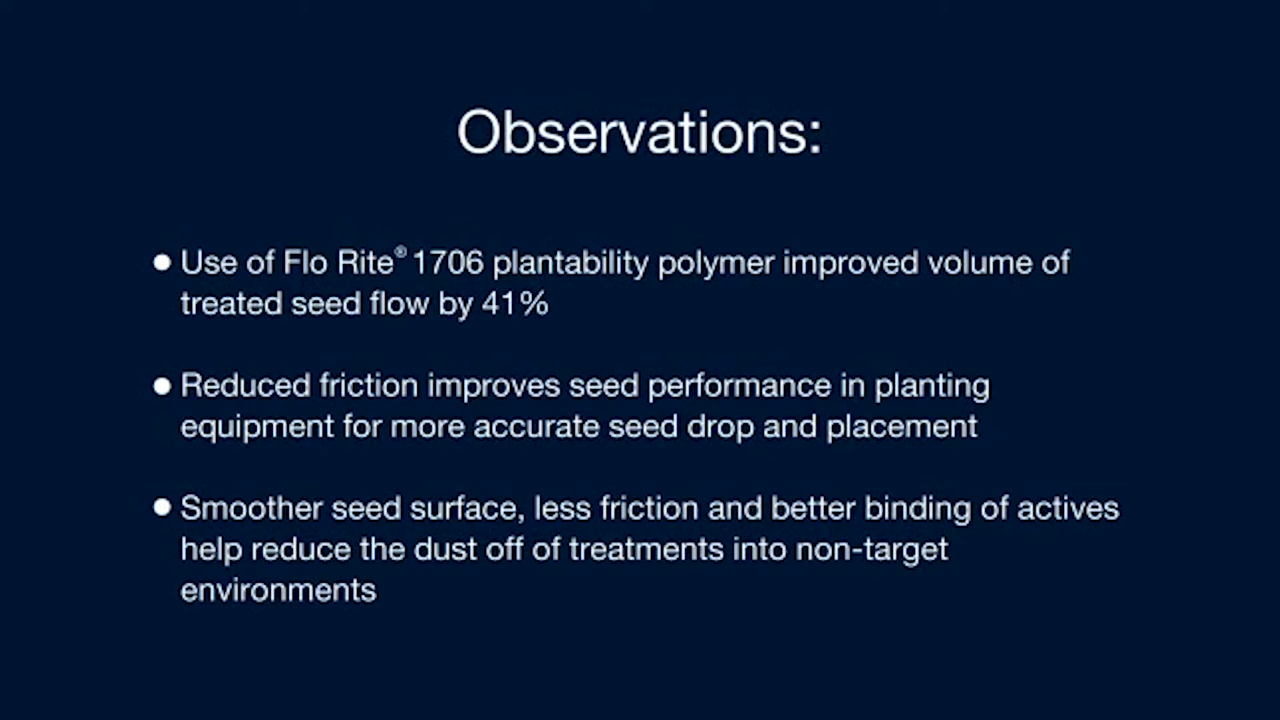 Observations:
● Use of Flo Rite® 1706 plantability polymer improved volume of
treated seed flow by 41%
● Reduced friction improves seed performance in planting
equipment for more accurate seed drop and placement
● Smoother seed surface, less friction and better binding of actives
help reduce the dust off of treatments into non-target
environments